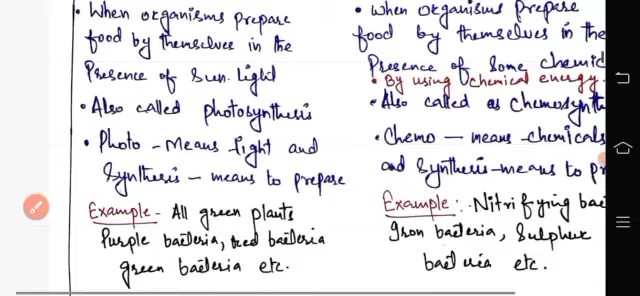 • When organisms prepare
food by themselves in the
Presence of Sun. light
• Also called photosynthesis
• Photo - Means light and
Synthesis - means to prepare
Example - All green plants
Purple bacteria, red bacteria
green bacteria etc.
• When organisms Prepare
food by themselves in the
Presence of Some Chemic
• By using chemical energy.
• Also called as Chemosynth
• Chemo - means - chemicals
and Synthesis - means to pr
Example :- Nitrifying bac
Iron bacteria, Sulphur
bacteria etc.